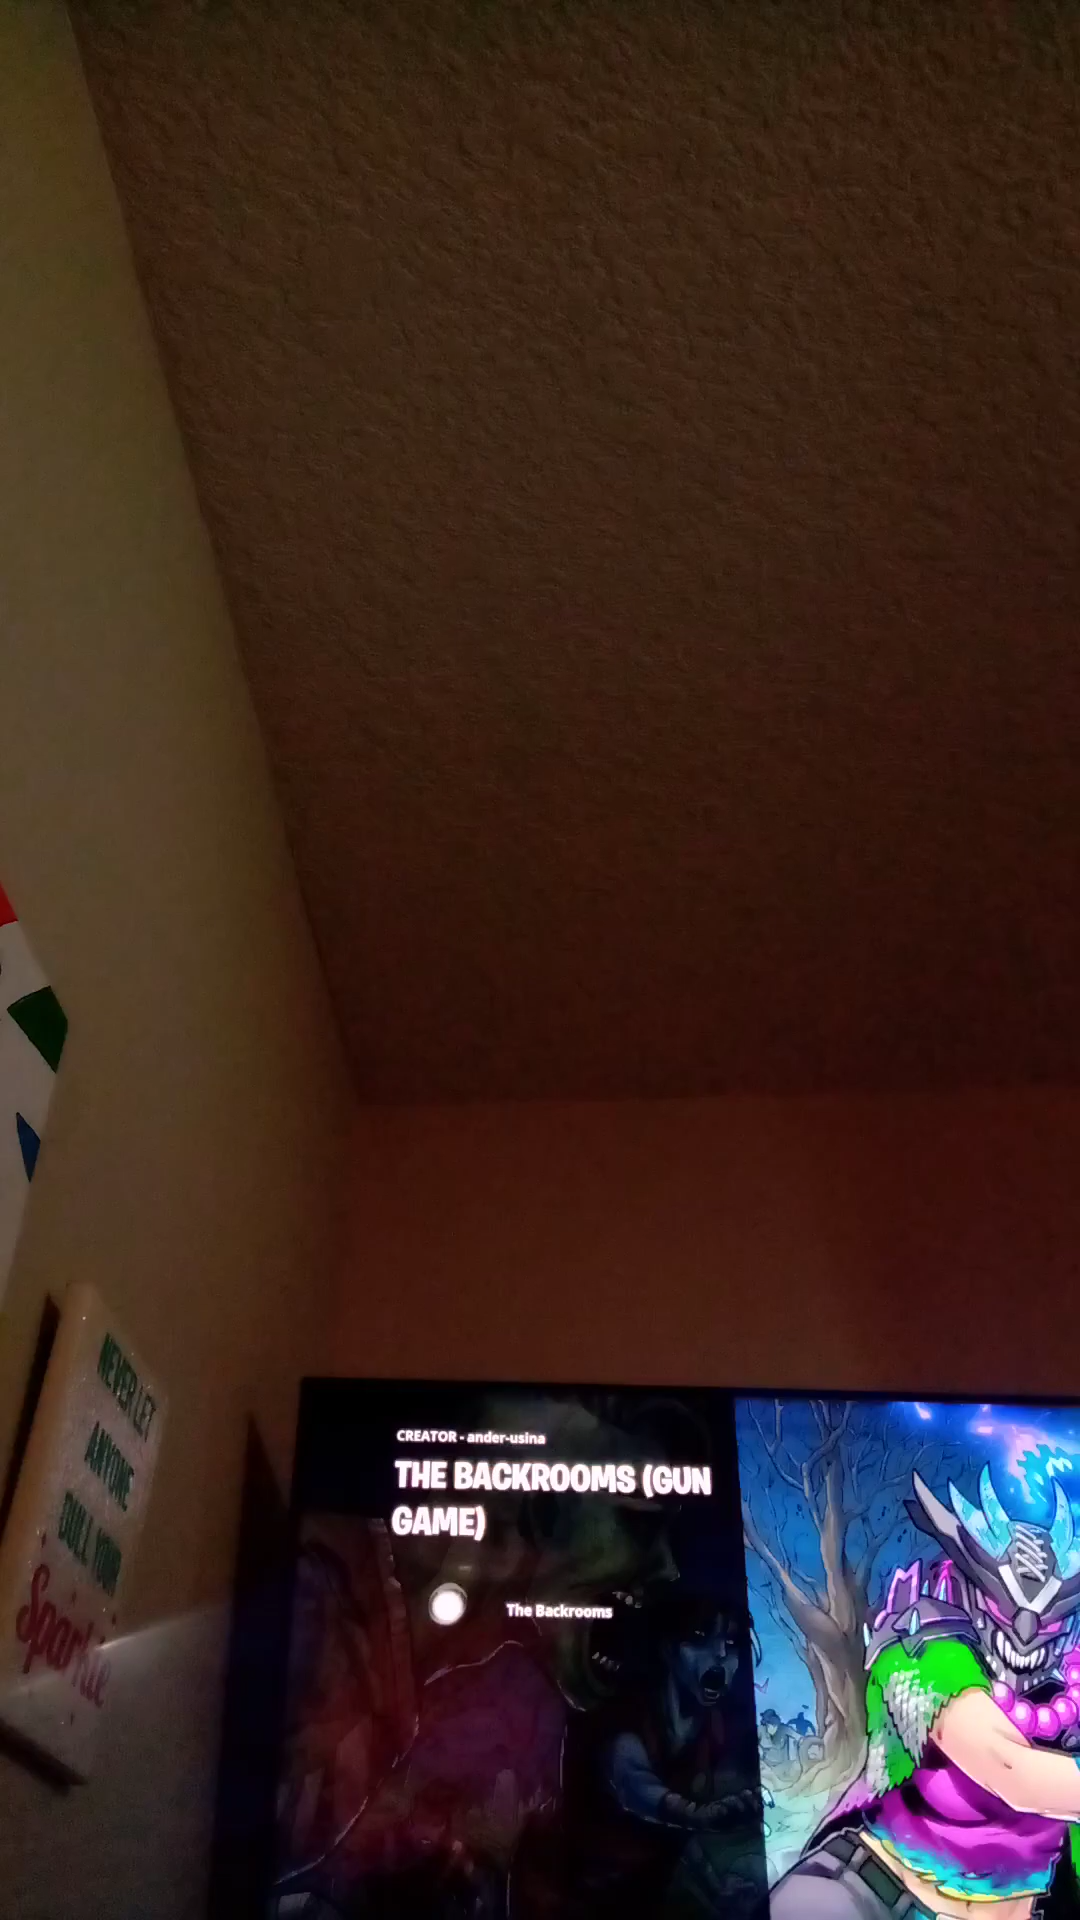 NEVER LET
ANYONE
DULL YOUR
Sparkle
CREATOR - ander-usina
THE BACKROOMS (GUN
GAME)
The Backrooms